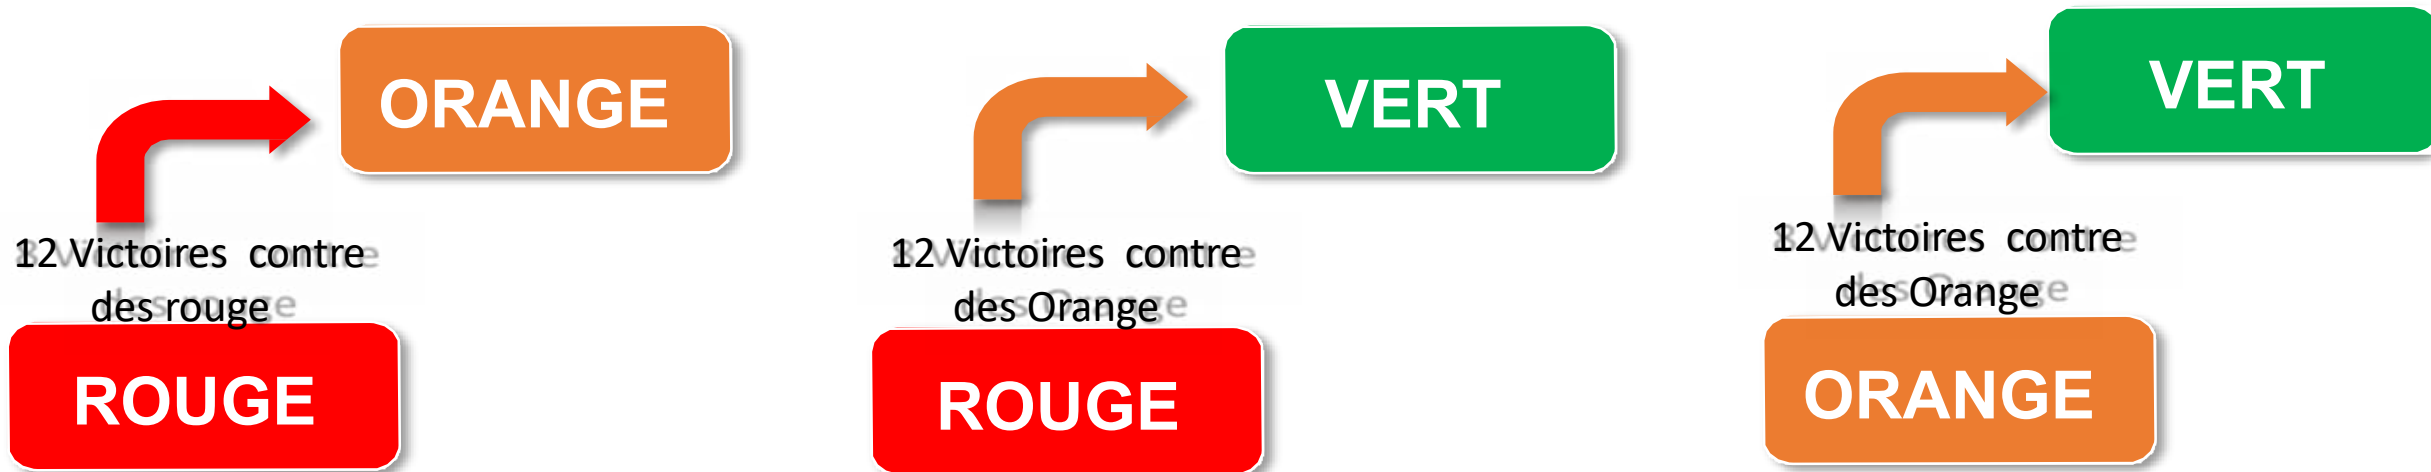 ORANGE
12 Victoires contre
des rouge
ROUGE
VERT
12 Victoires contre
des Orange
ROUGE
VERT
12 Victoires contre
des Orange
ORANGE